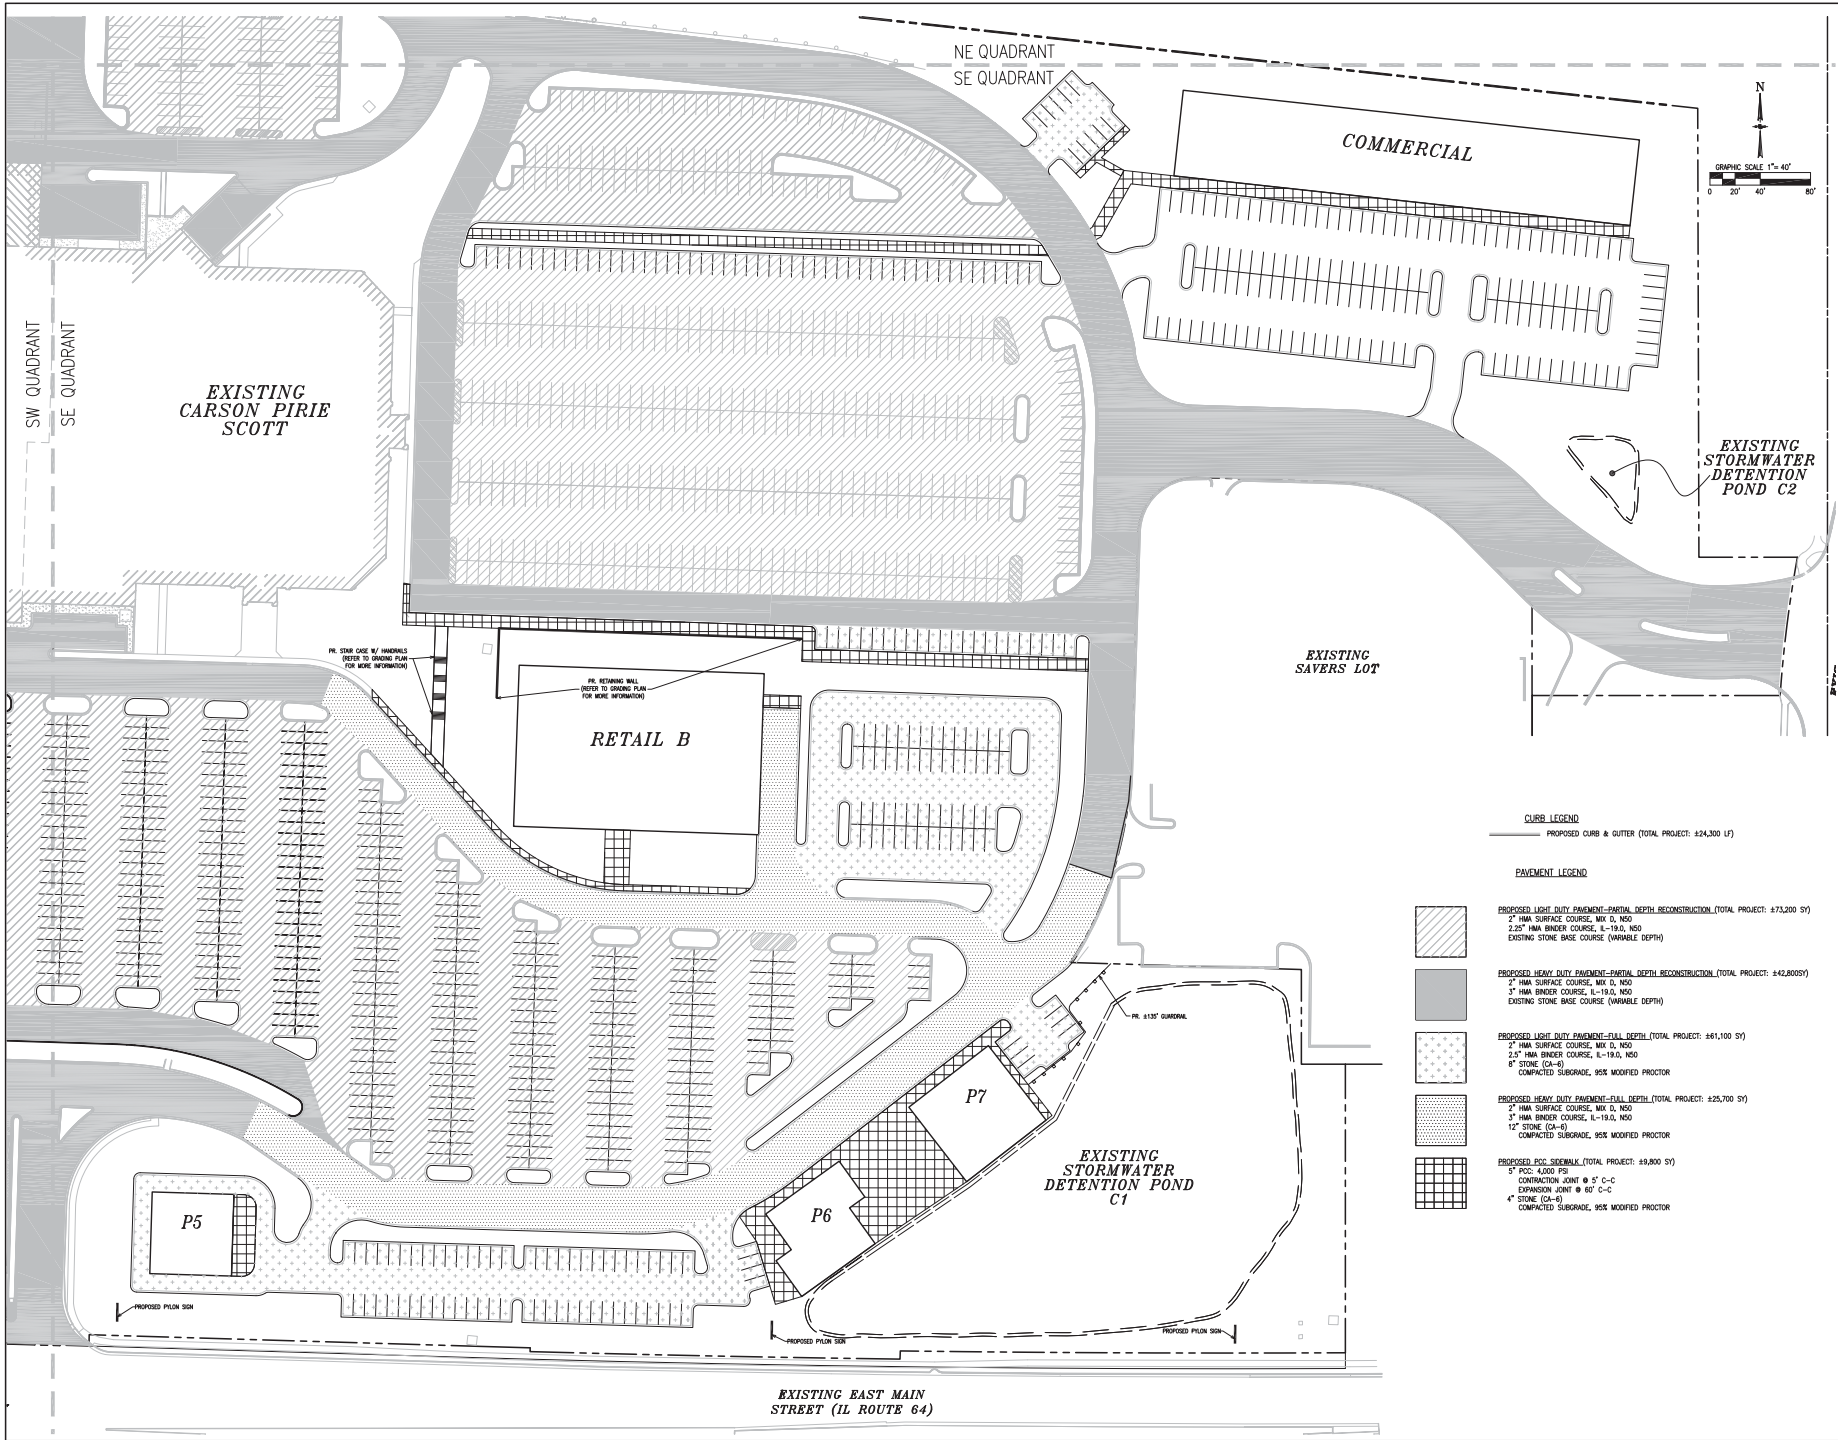 NE QUADRANT
SE QUADRANT
COMMERCIAL
N
GRAPHIC SCALE 1"= 40'
0 20' 40' 80'
SW QUADRANT
SE QUADRANT
EXISTING
CARSON PIRIE
SCOTT
EXISTING
STORMWATER
DETENTION
POND C2
PR. STAIR CASE W/ HANDRAILS
(REFER TO GRADING PLAN
FOR MORE INFORMATION)
PR. RETAINING WALL
(REFER TO GRADING PLAN
FOR MORE INFORMATION)
EXISTING
SAVERS LOT
RETAIL B
CURB LEGEND
PROPOSED CURB & GUTTER (TOTAL PROJECT: ±24,300 LF)
PAVEMENT LEGEND
PROPOSED LIGHT DUTY PAVEMENT-PARTIAL DEPTH RECONSTRUCTION (TOTAL PROJECT: ±73,200 SY)
2" HMA SURFACE COURSE, MIX D, N50
2.25" HMA BINDER COURSE, IL-19.0, N50
EXISTING STONE BASE COURSE (VARIABLE DEPTH)
PROPOSED HEAVY DUTY PAVEMENT-PARTIAL DEPTH RECONSTRUCTION (TOTAL PROJECT: ±42,800SY)
2" HMA SURFACE COURSE, MIX D, N50
3" HMA BINDER COURSE, IL-19.0, N50
EXISTING STONE BASE COURSE (VARIABLE DEPTH)
PROPOSED LIGHT DUTY PAVEMENT-FULL DEPTH (TOTAL PROJECT: ±61,100 SY)
2" HMA SURFACE COURSE, MIX D, N50
2.5" HMA BINDER COURSE, IL-19.0, N50
8" STONE (CA-6)
COMPACTED SUBGRADE, 95% MODIFIED PROCTOR
PROPOSED HEAVY DUTY PAVEMENT-FULL DEPTH (TOTAL PROJECT: ±25,700 SY)
2" HMA SURFACE COURSE, MIX D, N50
3" HMA BINDER COURSE, IL-19.0, N50
12" STONE (CA-6)
COMPACTED SUBGRADE, 95% MODIFIED PROCTOR
PROPOSED PCC SIDEWALK (TOTAL PROJECT: ±9,800 SY)
5" PCC: 4,000 PSI
CONTRACTION JOINT @ 5' C-C
EXPANSION JOINT @ 60' C-C
4" STONE (CA-6)
COMPACTED SUBGRADE, 95% MODIFIED PROCTOR
PR. ±135' GUARDRAIL
P7
EXISTING
STORMWATER
DETENTION POND
C1
P5
P6
PROPOSED PYLON SIGN
PROPOSED PYLON SIGN
PROPOSED PYLON SIGN
EXISTING EAST MAIN
STREET (IL ROUTE 64)